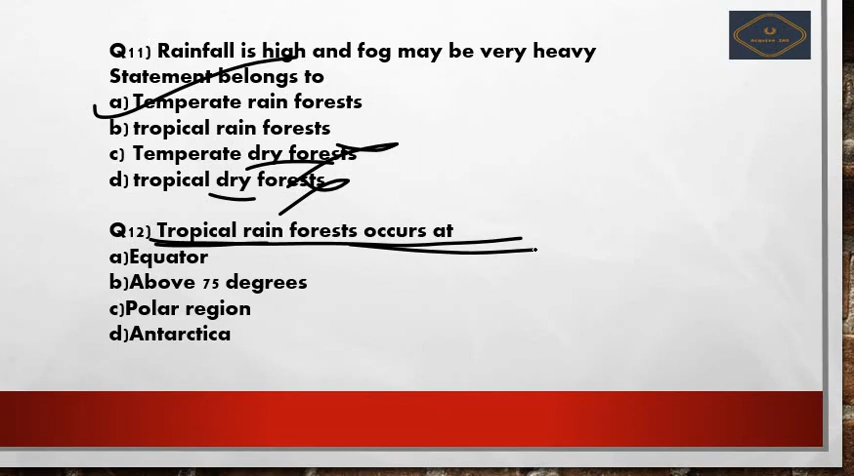 Q11) Rainfall is high and fog may be very heavy
Statement belongs to
a) Temperate rain forests
b) tropical rain forests
c) Temperate dry forests
d) tropical dry forests
Q12) Tropical rain forests occurs at
a)Equator
b)Above 75 degrees
c)Polar region
d)Antarctica